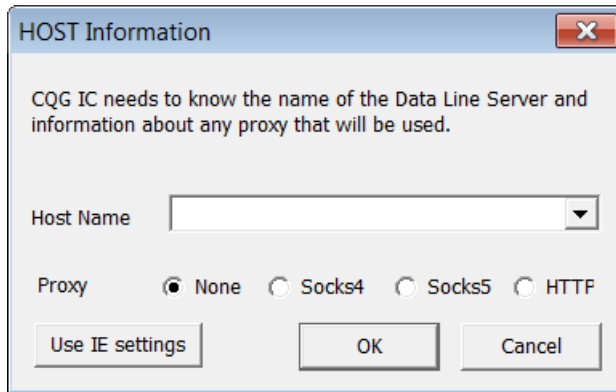 HOST Information
CQG IC needs to know the name of the Data Line Server and
information about any proxy that will be used.
Host Name
Proxy None Socks4 Socks5 HTTP
Use IE settings OK Cancel